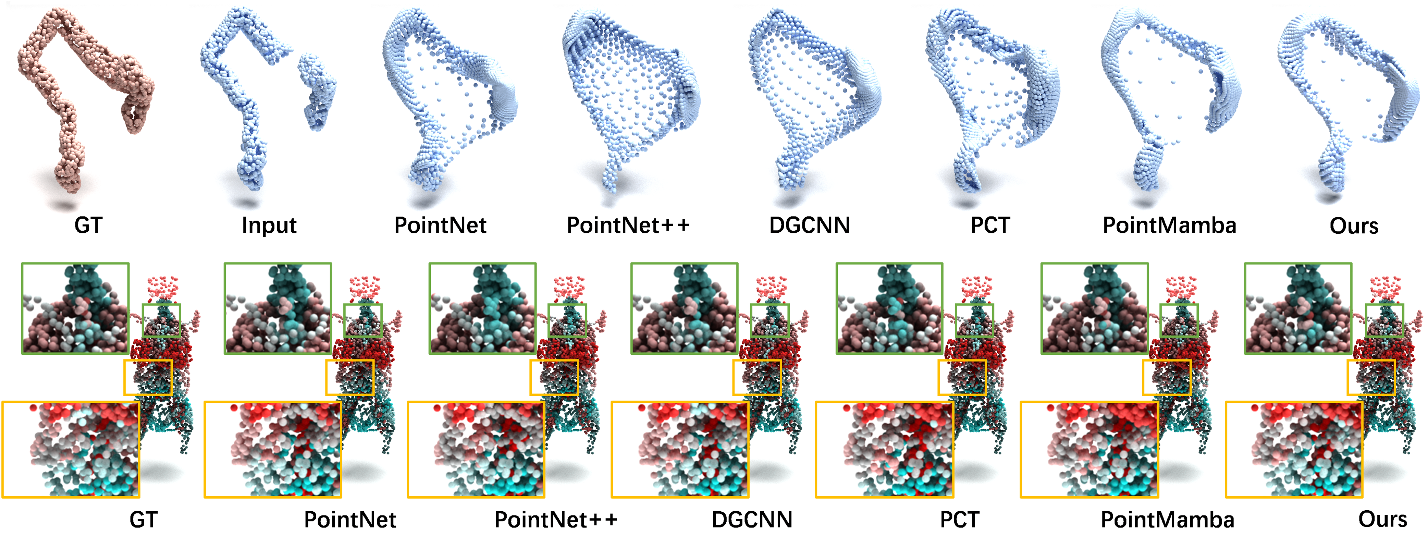 GT Input PointNet PointNet++ DGCNN PCT PointMamba Ours
GT PointNet PointNet++ DGCNN PCT PointMamba Ours